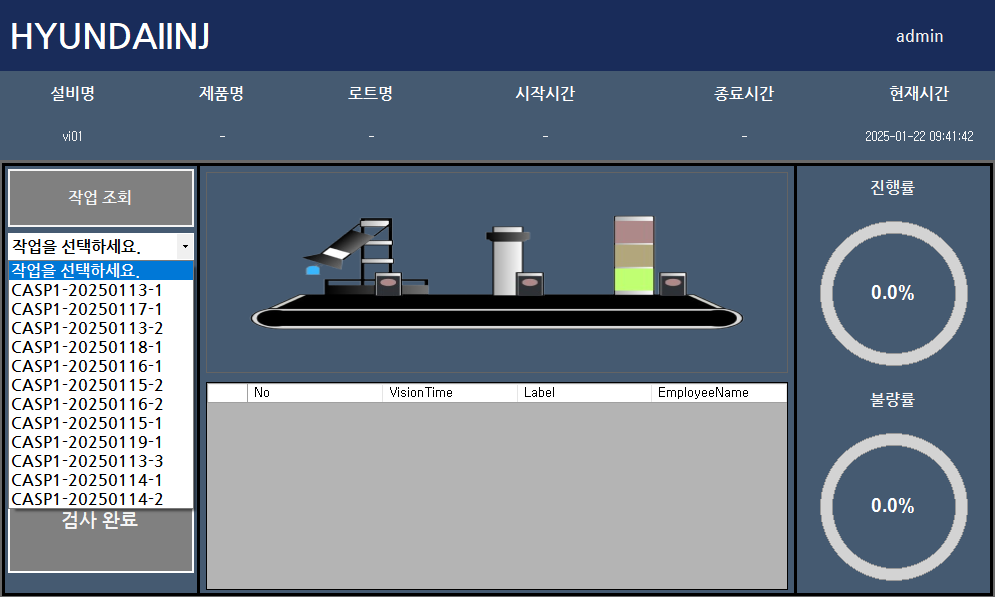 HYUNDAIINJ
admin
설비명 제품명 로트명 시작시간 종료시간 현재시간
vi01 - - - - 2025-01-22 09:41:42
작업 조회
작업을 선택하세요.
작업을 선택하세요.
CASP1-20250113-1
CASP1-20250117-1
CASP1-20250113-2
CASP1-20250118-1
CASP1-20250116-1
CASP1-20250115-2
CASP1-20250116-2
CASP1-20250115-1
CASP1-20250119-1
CASP1-20250113-3
CASP1-20250114-1
CASP1-20250114-2
검사 완료
No VisionTime Label EmployeeName
진행률
0.0%
불량률
0.0%